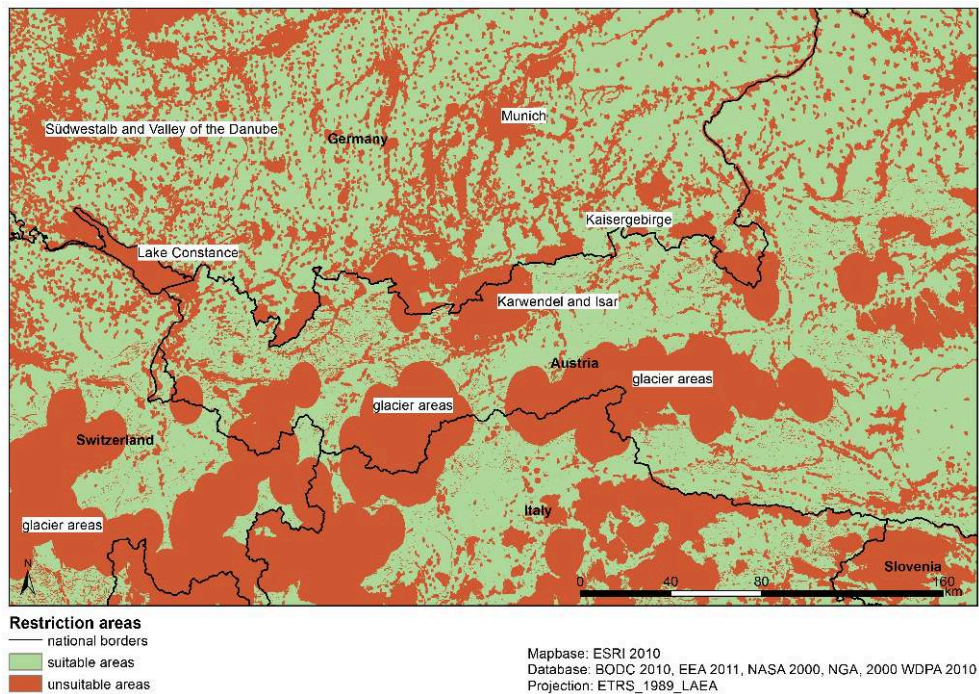 Südwestalb and Valley of the Danube
Munich
Germany
Kaisergebirge
Lake Constance
Karwendel and Isar
Austria
glacier areas
glacier areas
Switzerland
glacier areas
Italy
Slovenia
N
0 40 80 160
km
Restriction areas
national borders
suitable areas
unsuitable areas
Mapbase: ESRI 2010
Database: BODC 2010, EEA 2011, NASA 2000, NGA, 2000 WDPA 2010
Projection: ETRS_1989_LAEA